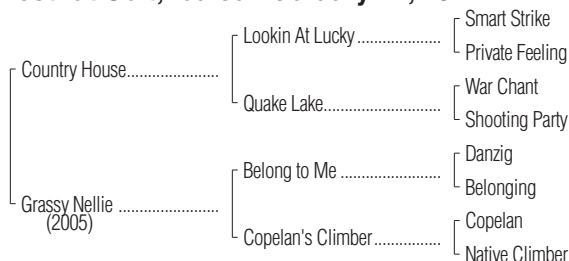 Smart Strike
Lookin At Lucky
Private Feeling
Country House
War Chant
Quake Lake
Shooting Party
Danzig
Belong to Me
Belonging
Grassy Nellie
(2005)
Copelan
Copelan's Climber
Native Climber